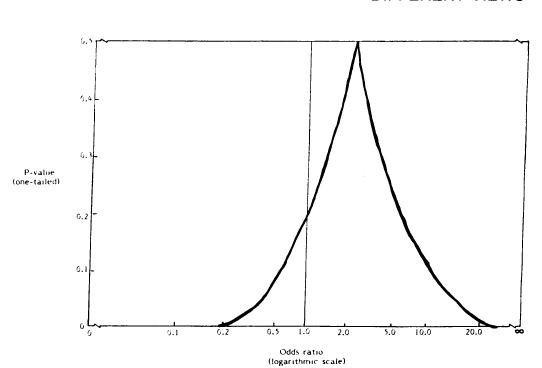 0.5
0.4
0.3
P-value
(one-tailed)
0.2
0.1
0
0 0.1 0.2 0.5 1.0 2.0 5.0 10.0 20.0 ∞
Odds ratio
(logarithmic scale)